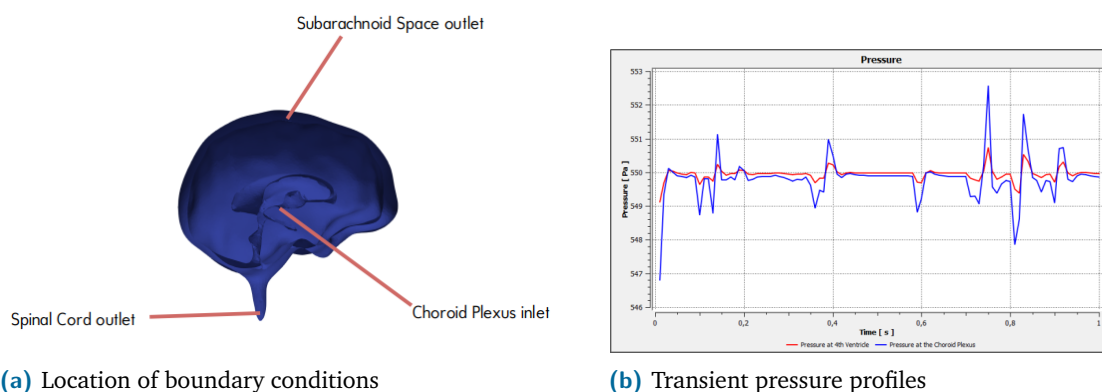 Subarachnoid Space outlet
Spinal Cord outlet
Choroid Plexus inlet
(a) Location of boundary conditions
Pressure
Pressure [ Pa ]
553
552
551
550
549
548
547
546
0
0,2
0,4
0,6
0,8
1
Time [ s ]
Pressure at 4th Ventricle
Pressure at the Choroid Plexus
(b) Transient pressure profiles